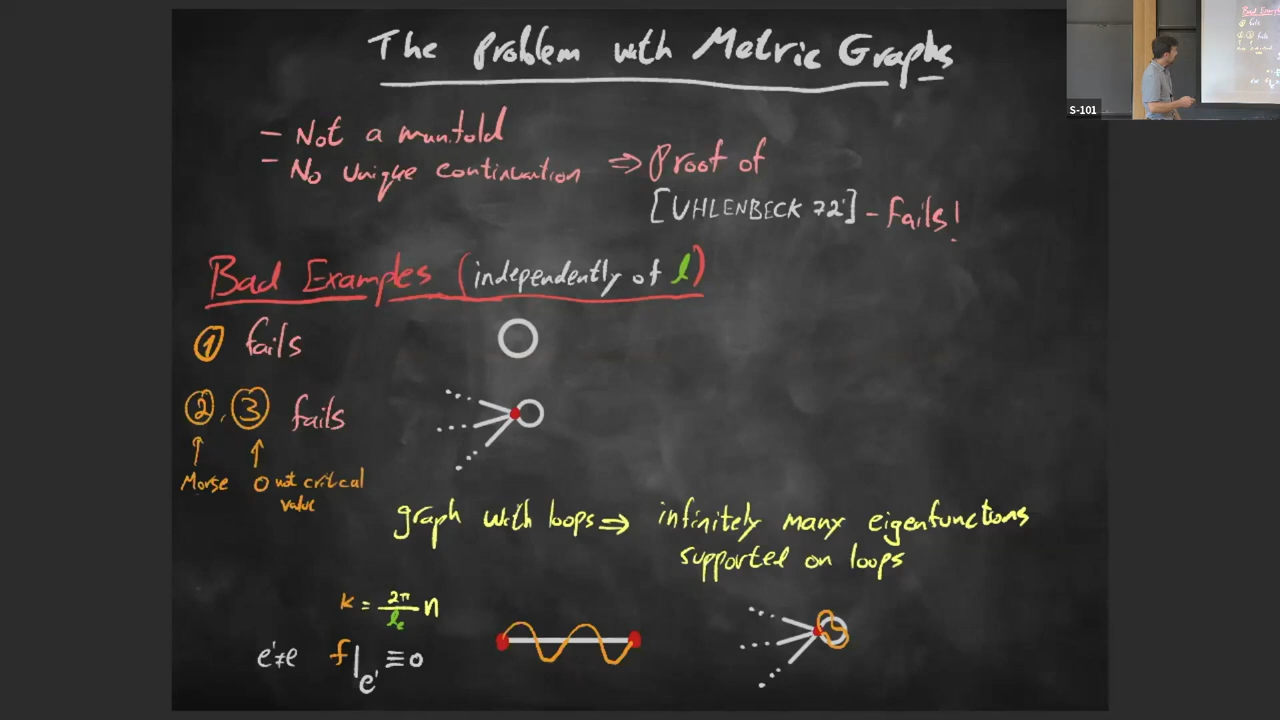 The Problem with Metric Graphs
- Not a manifold
- No unique continuation ⇒ Proof of
[UHLENBECK 72'] - Fails!
Bad Examples (independently of l)
① fails
②, ③ fails
Morse 0 not critical
value
graph with loops ⇒ infinitely many eigenfunctions
supported on loops
k = 2π/lₑ n
e'≠e f|e' ≡ 0
S-101